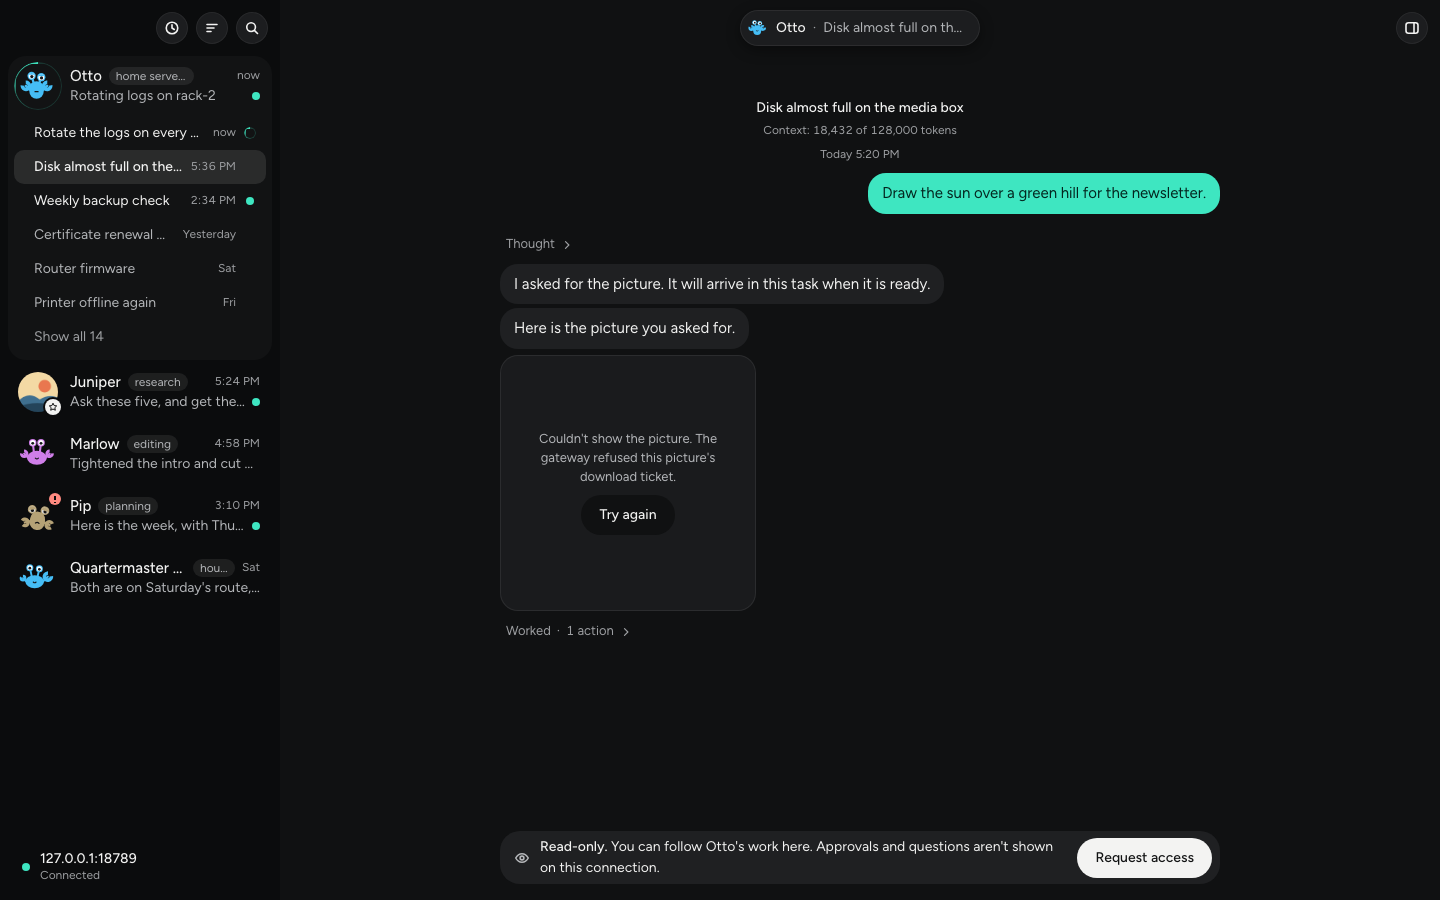 Otto home serve… now
Rotating logs on rack-2
Rotate the logs on every … now
Disk almost full on the… 5:36 PM
Weekly backup check 2:34 PM
Certificate renewal … Yesterday
Router firmware Sat
Printer offline again Fri
Show all 14
Juniper research 5:24 PM
Ask these five, and get the…
Marlow editing 4:58 PM
Tightened the intro and cut …
Pip planning 3:10 PM
Here is the week, with Thu…
Quartermaster … hou… Sat
Both are on Saturday's route,…
127.0.0.1:18789
Connected
Otto · Disk almost full on th…
Disk almost full on the media box
Context: 18,432 of 128,000 tokens
Today 5:20 PM
Draw the sun over a green hill for the newsletter.
Thought
I asked for the picture. It will arrive in this task when it is ready.
Here is the picture you asked for.
Couldn't show the picture. The
gateway refused this picture's
download ticket.
Try again
Worked · 1 action
Read-only. You can follow Otto's work here. Approvals and questions aren't shown
on this connection.
Request access